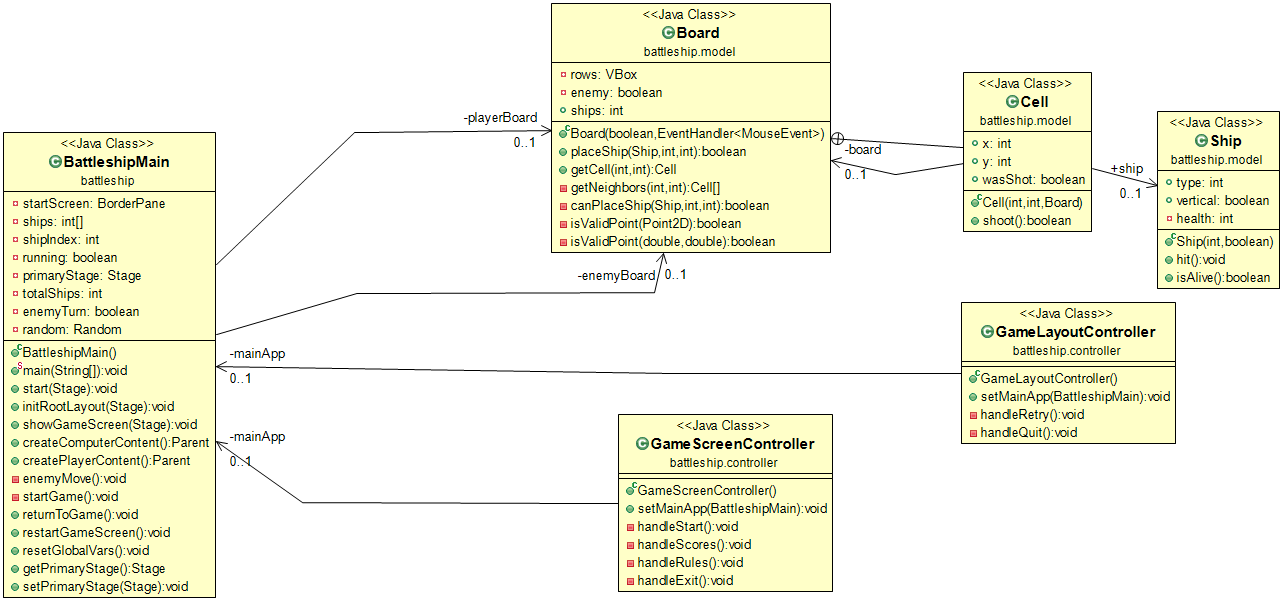 <<Java Class>>
BattleshipMain
battleship
startScreen: BorderPane
ships: int[]
shipIndex: int
running: boolean
primaryStage: Stage
totalShips: int
enemyTurn: boolean
random: Random
BattleshipMain()
main(String[]):void
start(Stage):void
initRootLayout(Stage):void
showGameScreen(Stage):void
createComputerContent():Parent
createPlayerContent():Parent
enemyMove():void
startGame():void
returnToGame():void
restartGameScreen():void
resetGlobalVars():void
getPrimaryStage():Stage
setPrimaryStage(Stage):void
-playerBoard
0..1
-enemyBoard
0..1
-mainApp
0..1
-mainApp
0..1
<<Java Class>>
Board
battleship.model
rows: VBox
enemy: boolean
ships: int
Board(boolean,EventHandler<MouseEvent>)
placeShip(Ship,int,int):boolean
getCell(int,int):Cell
getNeighbors(int,int):Cell[]
canPlaceShip(Ship,int,int):boolean
isValidPoint(Point2D):boolean
isValidPoint(double,double):boolean
-board
0..1
<<Java Class>>
Cell
battleship.model
x: int
y: int
wasShot: boolean
Cell(int,int,Board)
shoot():boolean
+ship
0..1
<<Java Class>>
Ship
battleship.model
type: int
vertical: boolean
health: int
Ship(int,boolean)
hit():void
isAlive():boolean
<<Java Class>>
GameLayoutController
battleship.controller
GameLayoutController()
setMainApp(BattleshipMain):void
handleRetry():void
handleQuit():void
<<Java Class>>
GameScreenController
battleship.controller
GameScreenController()
setMainApp(BattleshipMain):void
handleStart():void
handleScores():void
handleRules():void
handleExit():void